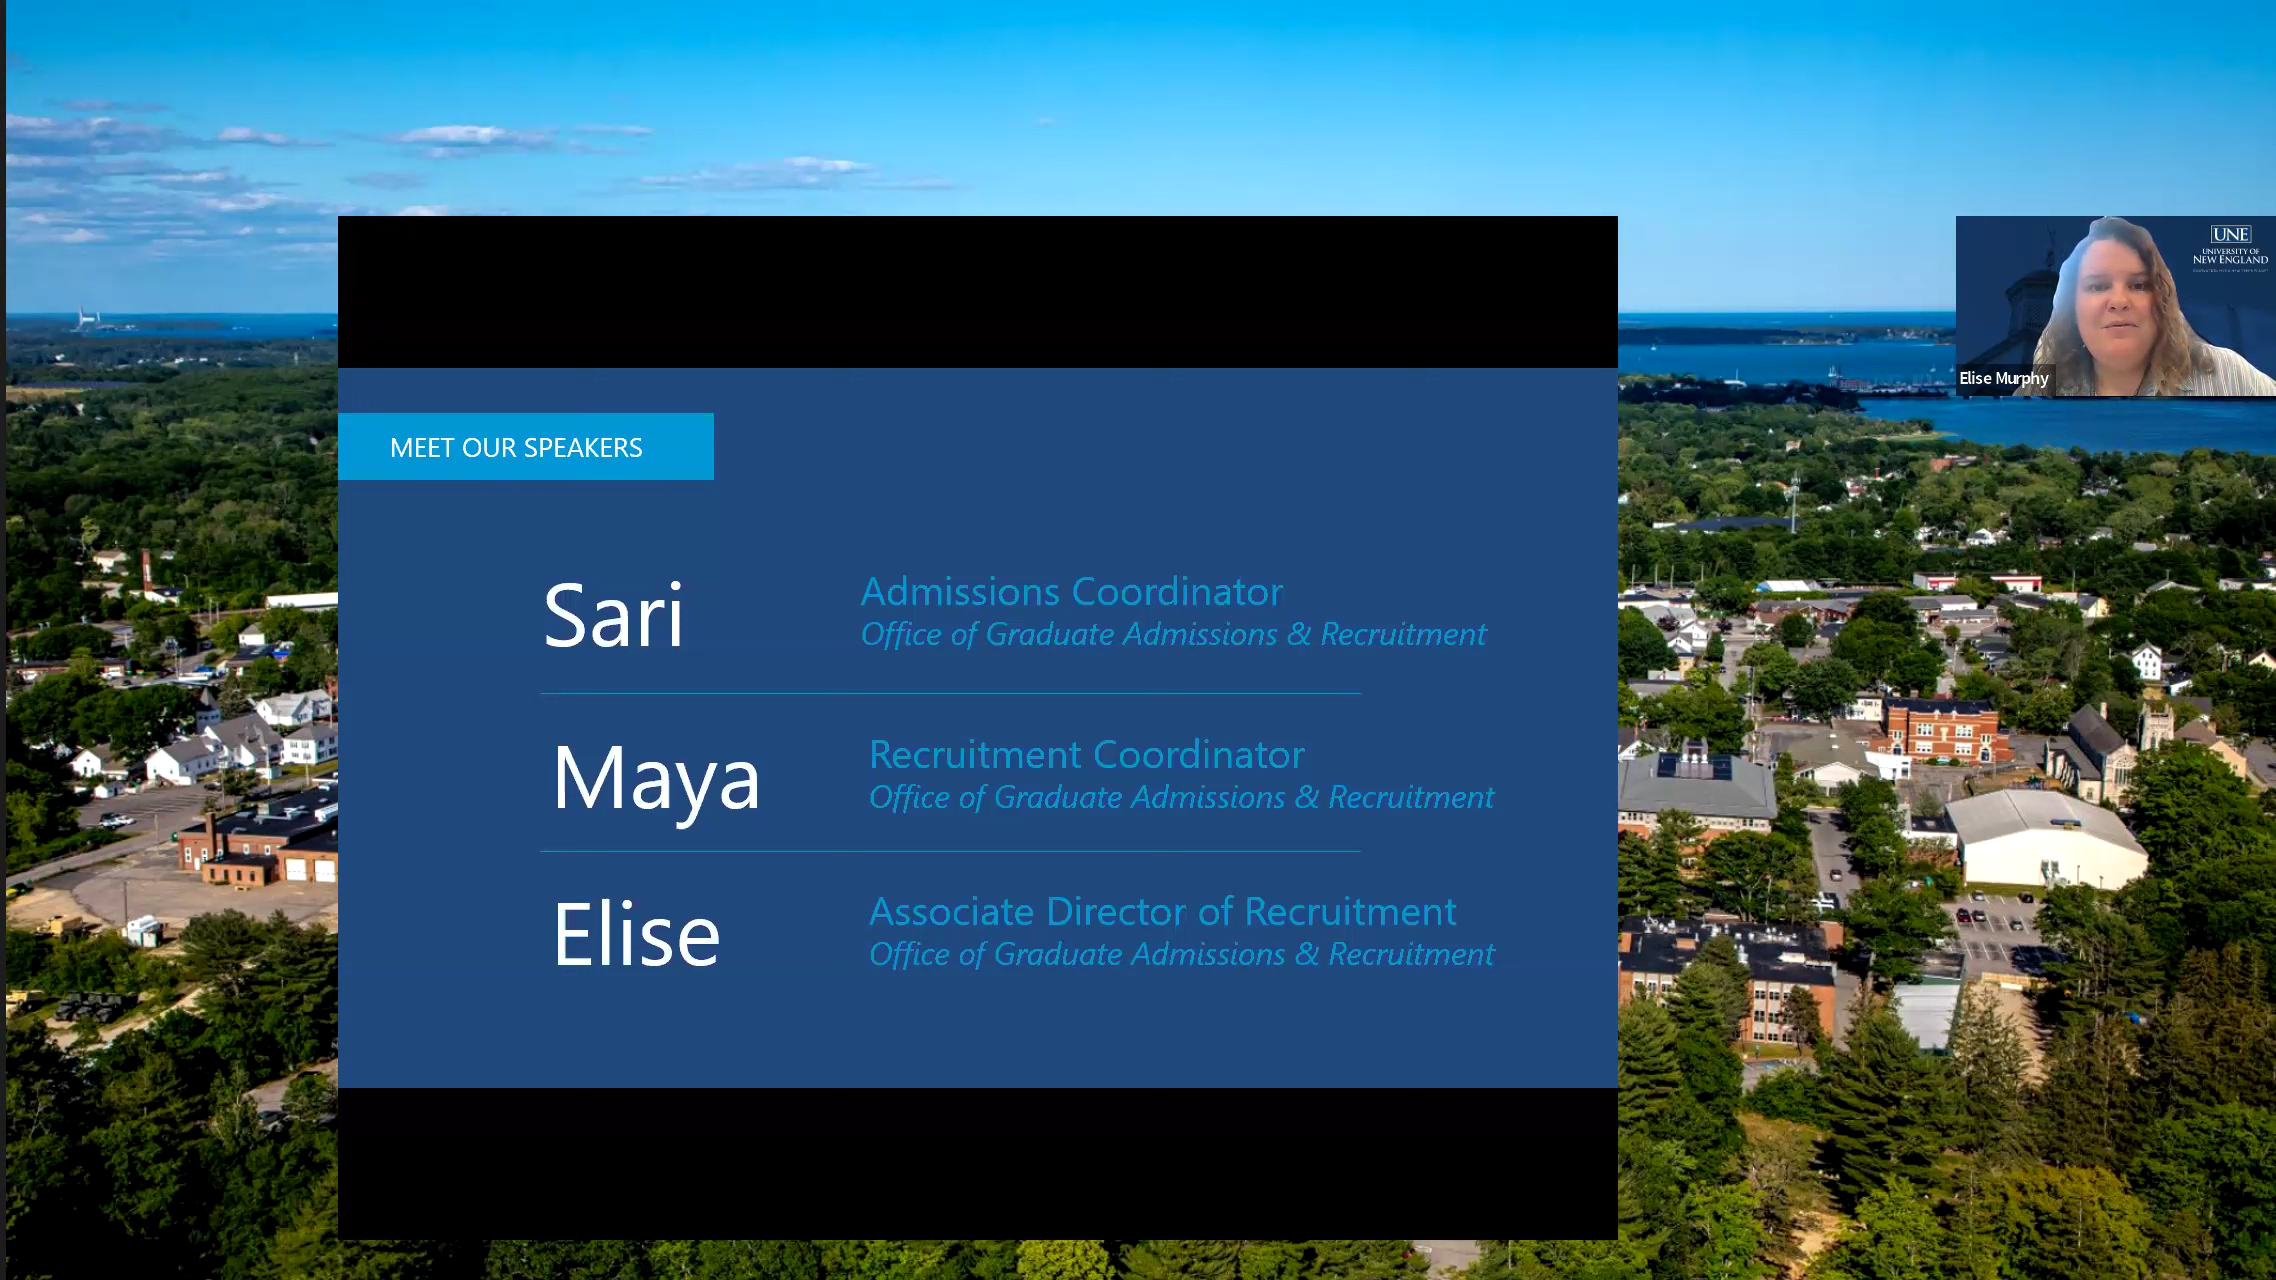 UNE
UNIVERSITY OF
NEW ENGLAND
Elise Murphy
MEET OUR SPEAKERS
Sari
Admissions Coordinator
Office of Graduate Admissions & Recruitment
Maya
Recruitment Coordinator
Office of Graduate Admissions & Recruitment
Elise
Associate Director of Recruitment
Office of Graduate Admissions & Recruitment